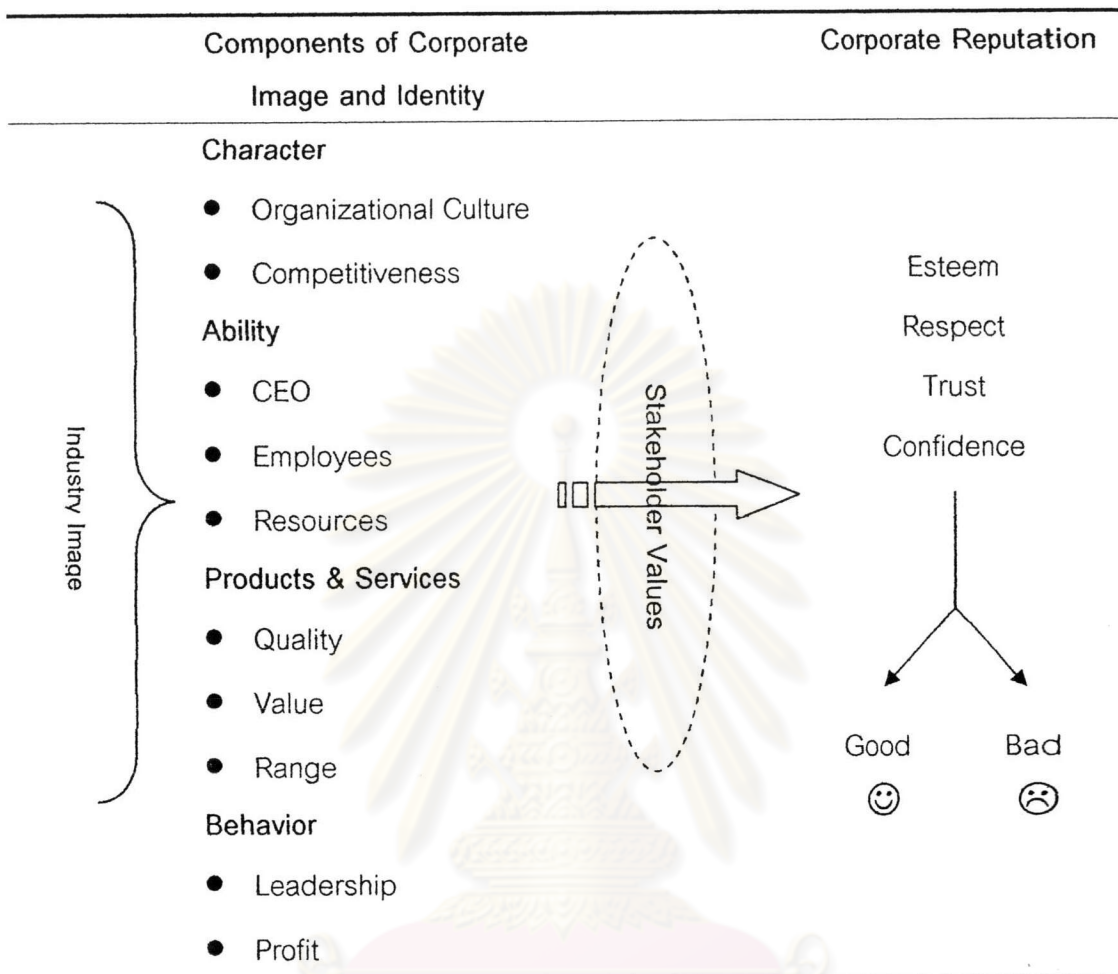 Components of Corporate
Image and Identity
Corporate Reputation
Industry Image
Character
● Organizational Culture
● Competitiveness
Ability
● CEO
● Employees
● Resources
Products & Services
● Quality
● Value
● Range
Behavior
● Leadership
● Profit
Stakeholder Values
Esteem
Respect
Trust
Confidence
Good
Bad